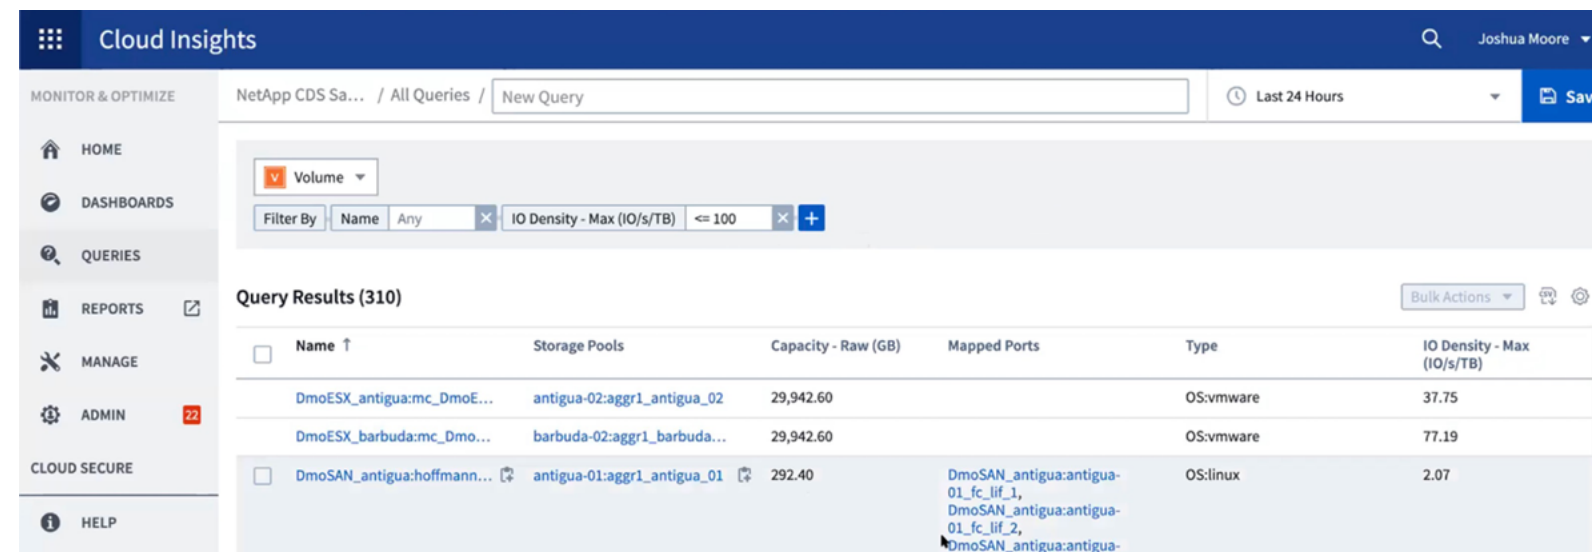 Cloud Insights
Joshua Moore
MONITOR & OPTIMIZE
NetApp CDS Sa... / All Queries / New Query
Last 24 Hours
Sav
HOME
V Volume
DASHBOARDS
Filter By Name Any IO Density - Max (IO/s/TB) <= 100
QUERIES
Query Results (310)
Bulk Actions
CSV
REPORTS
Name ↑ Storage Pools Capacity - Raw (GB) Mapped Ports Type IO Density - Max
(IO/s/TB)
MANAGE
DmoESX_antigua:mc_DmoE... antigua-02:aggr1_antigua_02 29,942.60 OS:vmware 37.75
ADMIN 22
DmoESX_barbuda:mc_Dmo... barbuda-02:aggr1_barbuda... 29,942.60 OS:vmware 77.19
CLOUD SECURE
DmoSAN_antigua:hoffmann... antigua-01:aggr1_antigua_01 292.40 DmoSAN_antigua:antigua- OS:linux 2.07
01_fc_lif_1,
DmoSAN_antigua:antigua-
01_fc_lif_2,
DmoSAN_antigua:antigua-
HELP